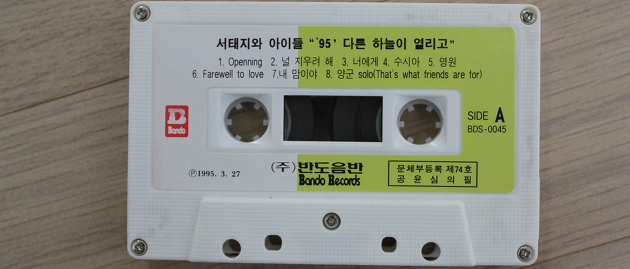 서태지와 아이들 "'95' 다른 하늘이 열리고"
1. Openning 2. 널 지우려 해 3. 너에게 4. 수시아 5. 영원
6. Farewell to love 7.내 맘이야 8. 양군 solo(That's what friends are for)
B
Bando
SIDE A
BDS-0045
(주)반도음반
Bando Records
Ⓟ1995. 3. 27
문체부등록 제74호
공윤심의필